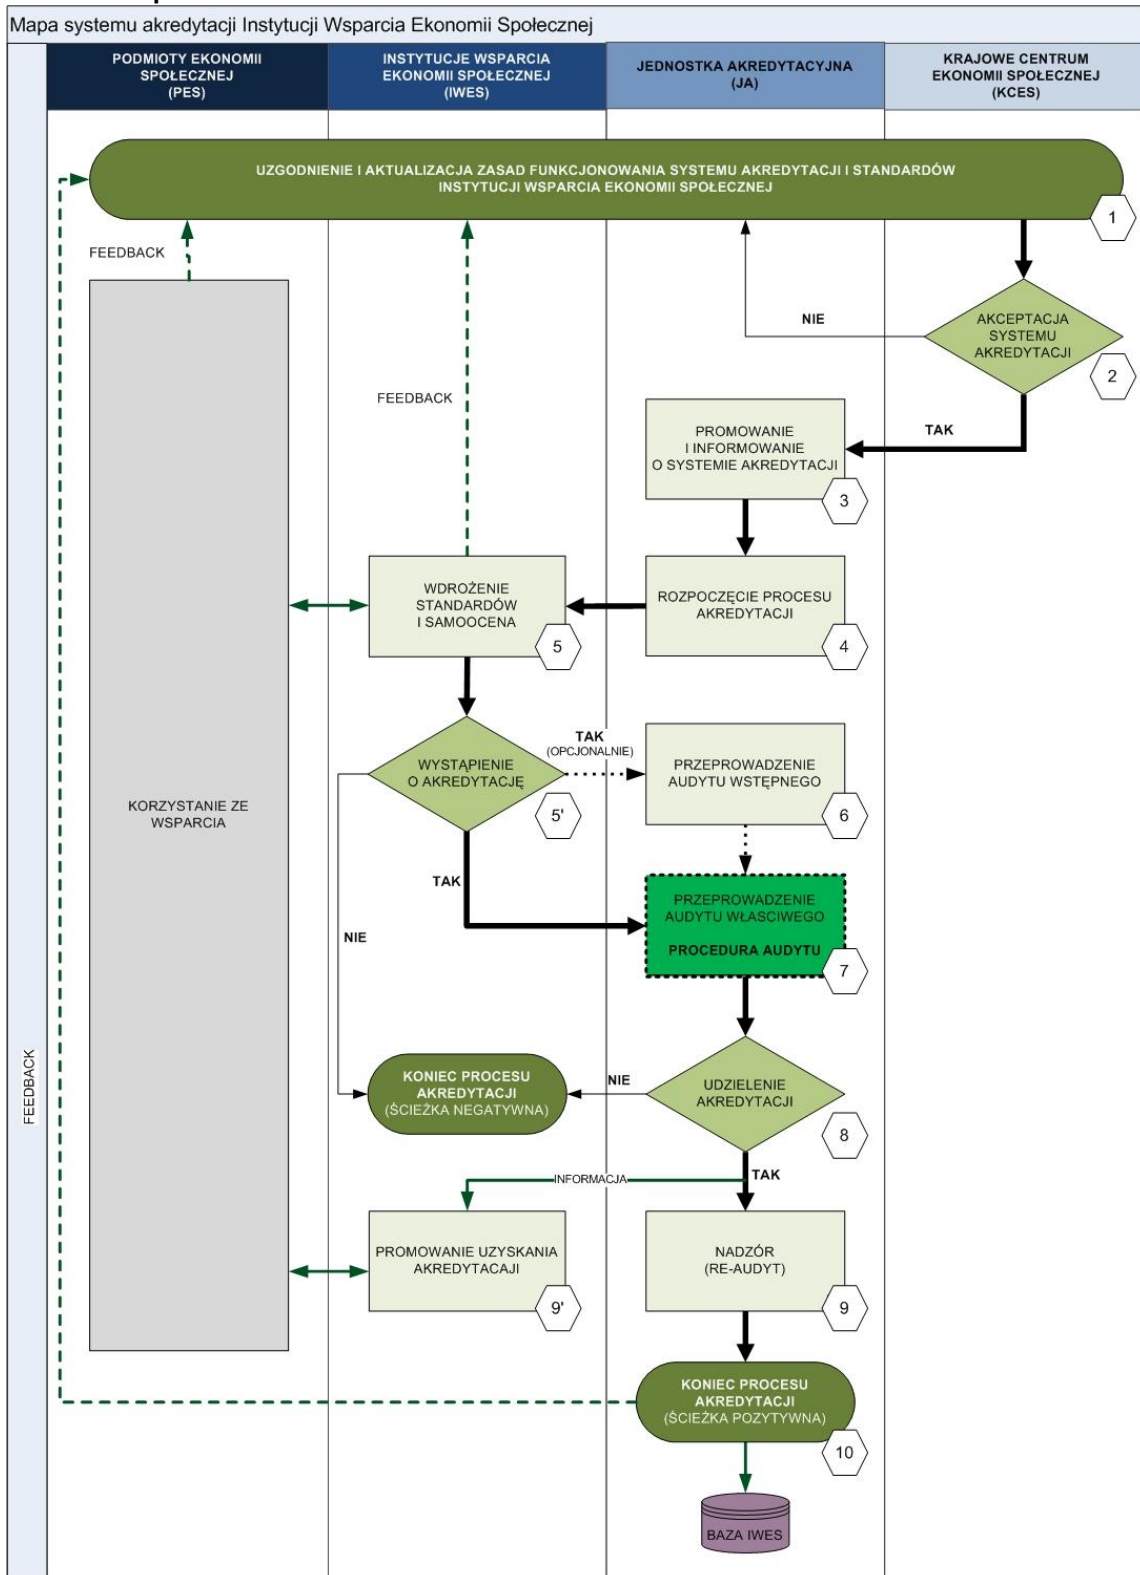 Mapa systemu akredytacji Instytucji Wsparcia Ekonomii Społecznej
PODMIOTY EKONOMII
SPOŁECZNEJ
(PES)
INSTYTUCJE WSPARCIA
EKONOMII SPOŁECZNEJ
(IWES)
JEDNOSTKA AKREDYTACYJNA
(JA)
KRAJOWE CENTRUM
EKONOMII SPOŁECZNEJ
(KCES)
UZGODNIENIE I AKTUALIZACJA ZASAD FUNKCJONOWANIA SYSTEMU AKREDYTACJI I STANDARDÓW
INSTYTUCJI WSPARCIA EKONOMII SPOŁECZNEJ
1
FEEDBACK
NIE
AKCEPTACJA
SYSTEMU
AKREDYTACJI
2
FEEDBACK
TAK
PROMOWANIE
I INFORMOWANIE
O SYSTEMIE AKREDYTACJI
3
WDROŻENIE
STANDARDÓW
I SAMOOCENA
5
ROZPOCZĘCIE PROCESU
AKREDYTACJI
4
WYSTĄPIENIE
O AKREDYTACJĘ
5'
TAK
(OPCJONALNIE)
PRZEPROWADZENIE
AUDYTU WSTĘPNEGO
6
KORZYSTANIE ZE
WSPARCIA
TAK
NIE
PRZEPROWADZENIE
AUDYTU WŁAŚCIWEGO
PROCEDURA AUDYTU
7
KONIEC PROCESU
AKREDYTACJI
(ŚCIEŻKA NEGATYWNA)
NIE
UDZIELENIE
AKREDYTACJI
8
FEEDBACK
INFORMACJA
TAK
PROMOWANIE UZYSKANIA
AKREDYTACAJI
9'
NADZÓR
(RE-AUDYT)
9
KONIEC PROCESU
AKREDYTACJI
(ŚCIEŻKA POZYTYWNA)
10
BAZA IWES